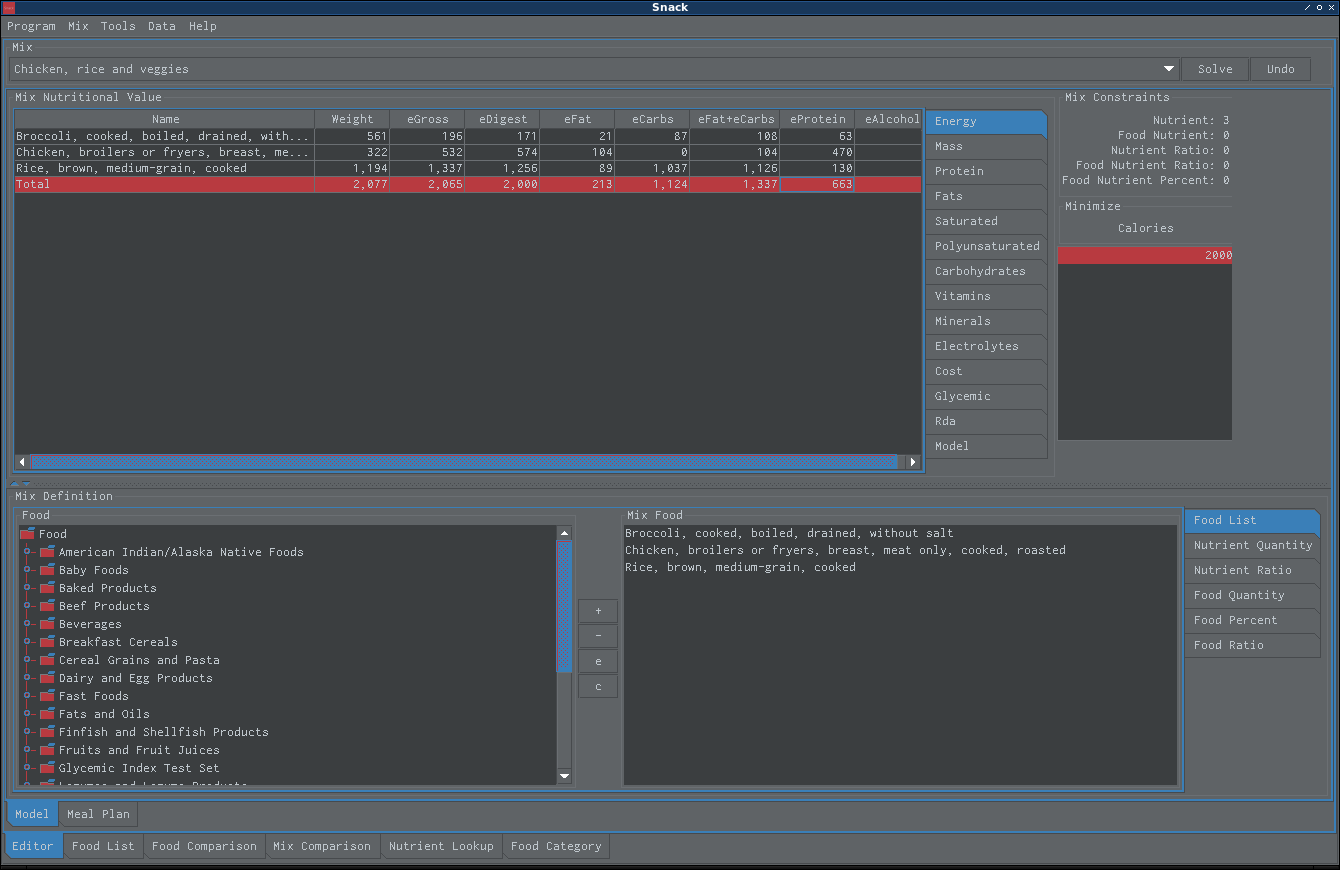 Snack
Program Mix Tools Data Help
Mix
Chicken, rice and veggies Solve Undo
Mix Nutritional Value
Name Weight eGross eDigest eFat eCarbs eFat+eCarbs eProtein eAlcohol
Broccoli, cooked, boiled, drained, with... 561 196 171 21 87 108 63
Chicken, broilers or fryers, breast, me... 322 532 574 104 0 104 470
Rice, brown, medium-grain, cooked 1,194 1,337 1,256 89 1,037 1,126 130
Total 2,077 2,065 2,000 213 1,124 1,337 663
Energy
Mass
Protein
Fats
Saturated
Polyunsaturated
Carbohydrates
Vitamins
Minerals
Electrolytes
Cost
Glycemic
Rda
Model
Mix Constraints
Nutrient: 3
Food Nutrient: 0
Nutrient Ratio: 0
Food Nutrient Ratio: 0
Food Nutrient Percent: 0
Minimize
Calories
2000
Mix Definition
Food
Food
American Indian/Alaska Native Foods
Baby Foods
Baked Products
Beef Products
Beverages
Breakfast Cereals
Cereal Grains and Pasta
Dairy and Egg Products
Fast Foods
Fats and Oils
Finfish and Shellfish Products
Fruits and Fruit Juices
Glycemic Index Test Set
Legumes and Legume Products
+
-
e
c
Mix Food
Broccoli, cooked, boiled, drained, without salt
Chicken, broilers or fryers, breast, meat only, cooked, roasted
Rice, brown, medium-grain, cooked
Food List
Nutrient Quantity
Nutrient Ratio
Food Quantity
Food Percent
Food Ratio
Model Meal Plan
Editor Food List Food Comparison Mix Comparison Nutrient Lookup Food Category